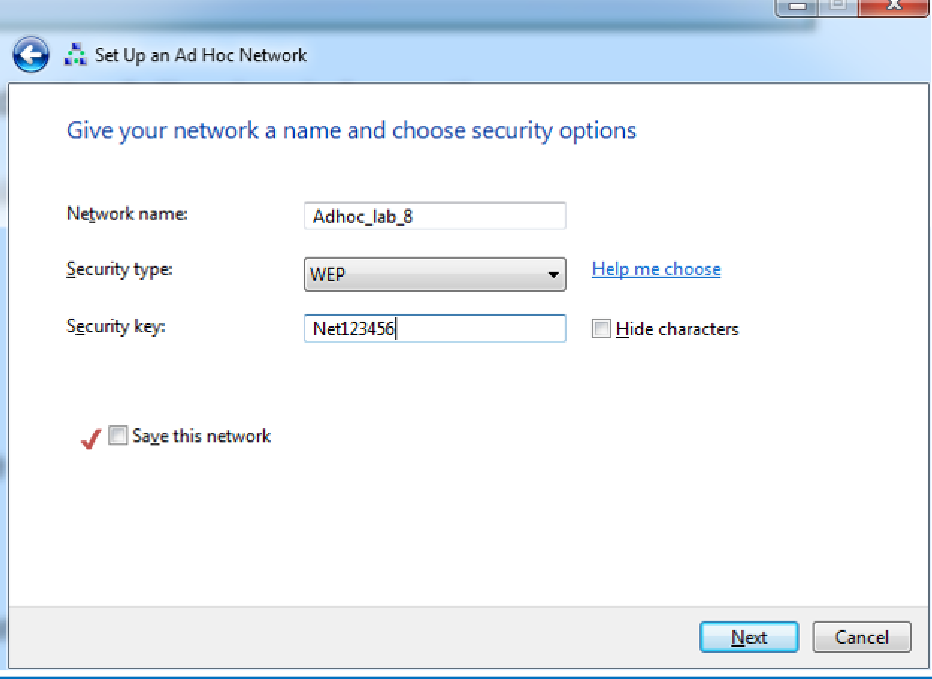 Set Up an Ad Hoc Network
Give your network a name and choose security options
Network name: Adhoc_lab_8
Security type: WEP Help me choose
Security key: Net123456 Hide characters
Save this network
Next Cancel